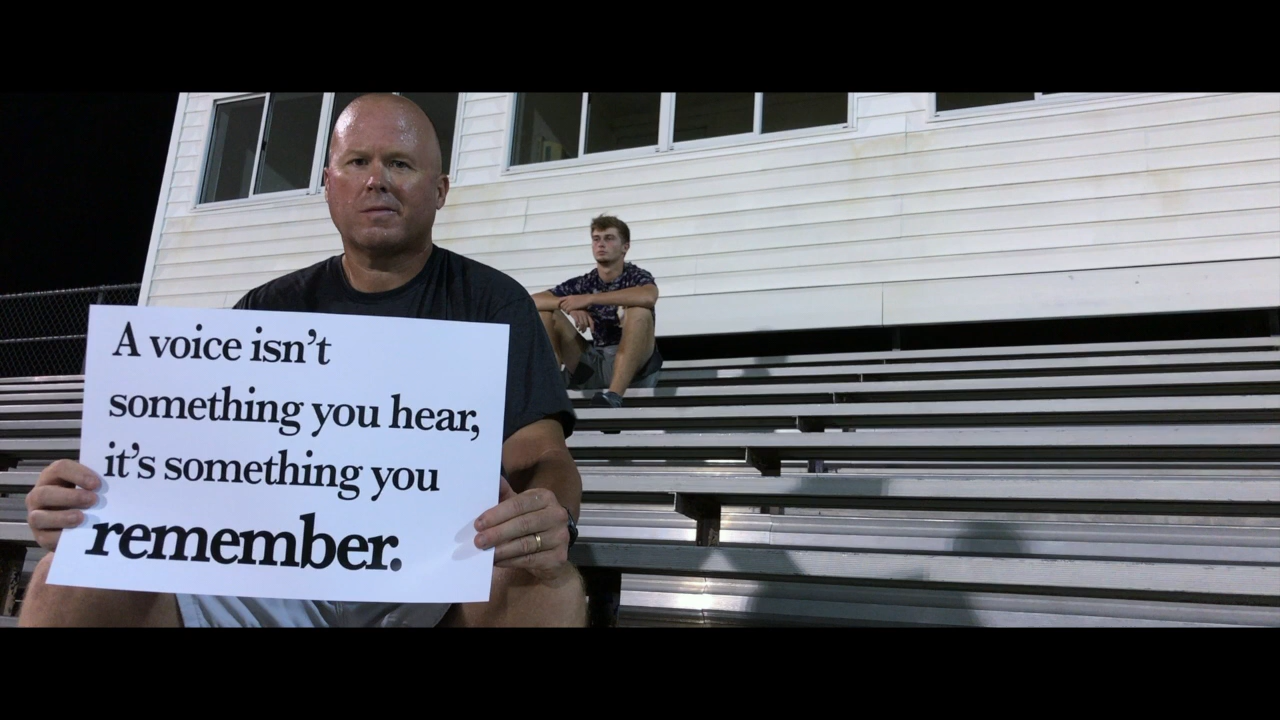 A voice isn't
something you hear,
it's something you
remember.